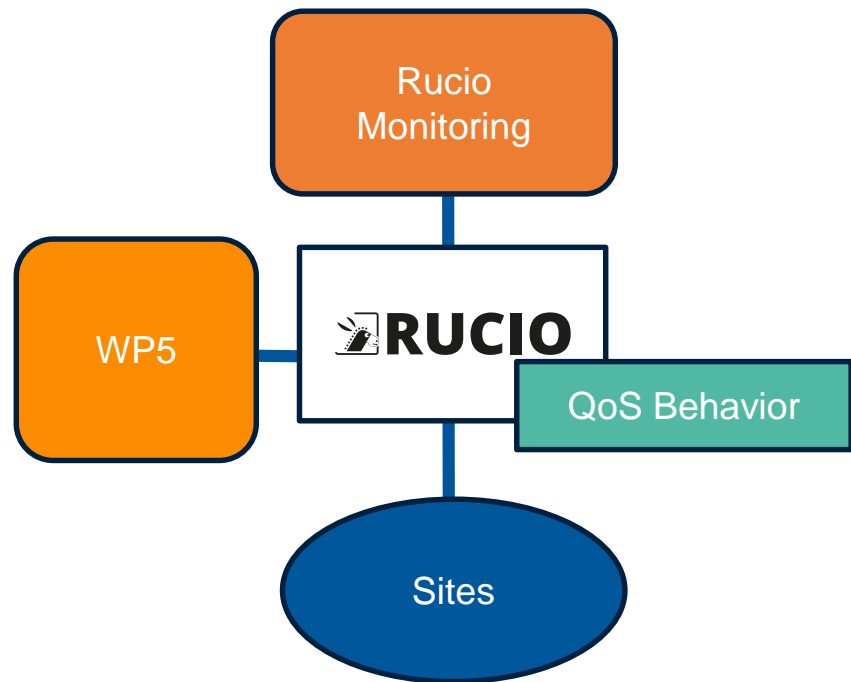 Rucio
Monitoring
WP5
RUCIO
QoS Behavior
Sites